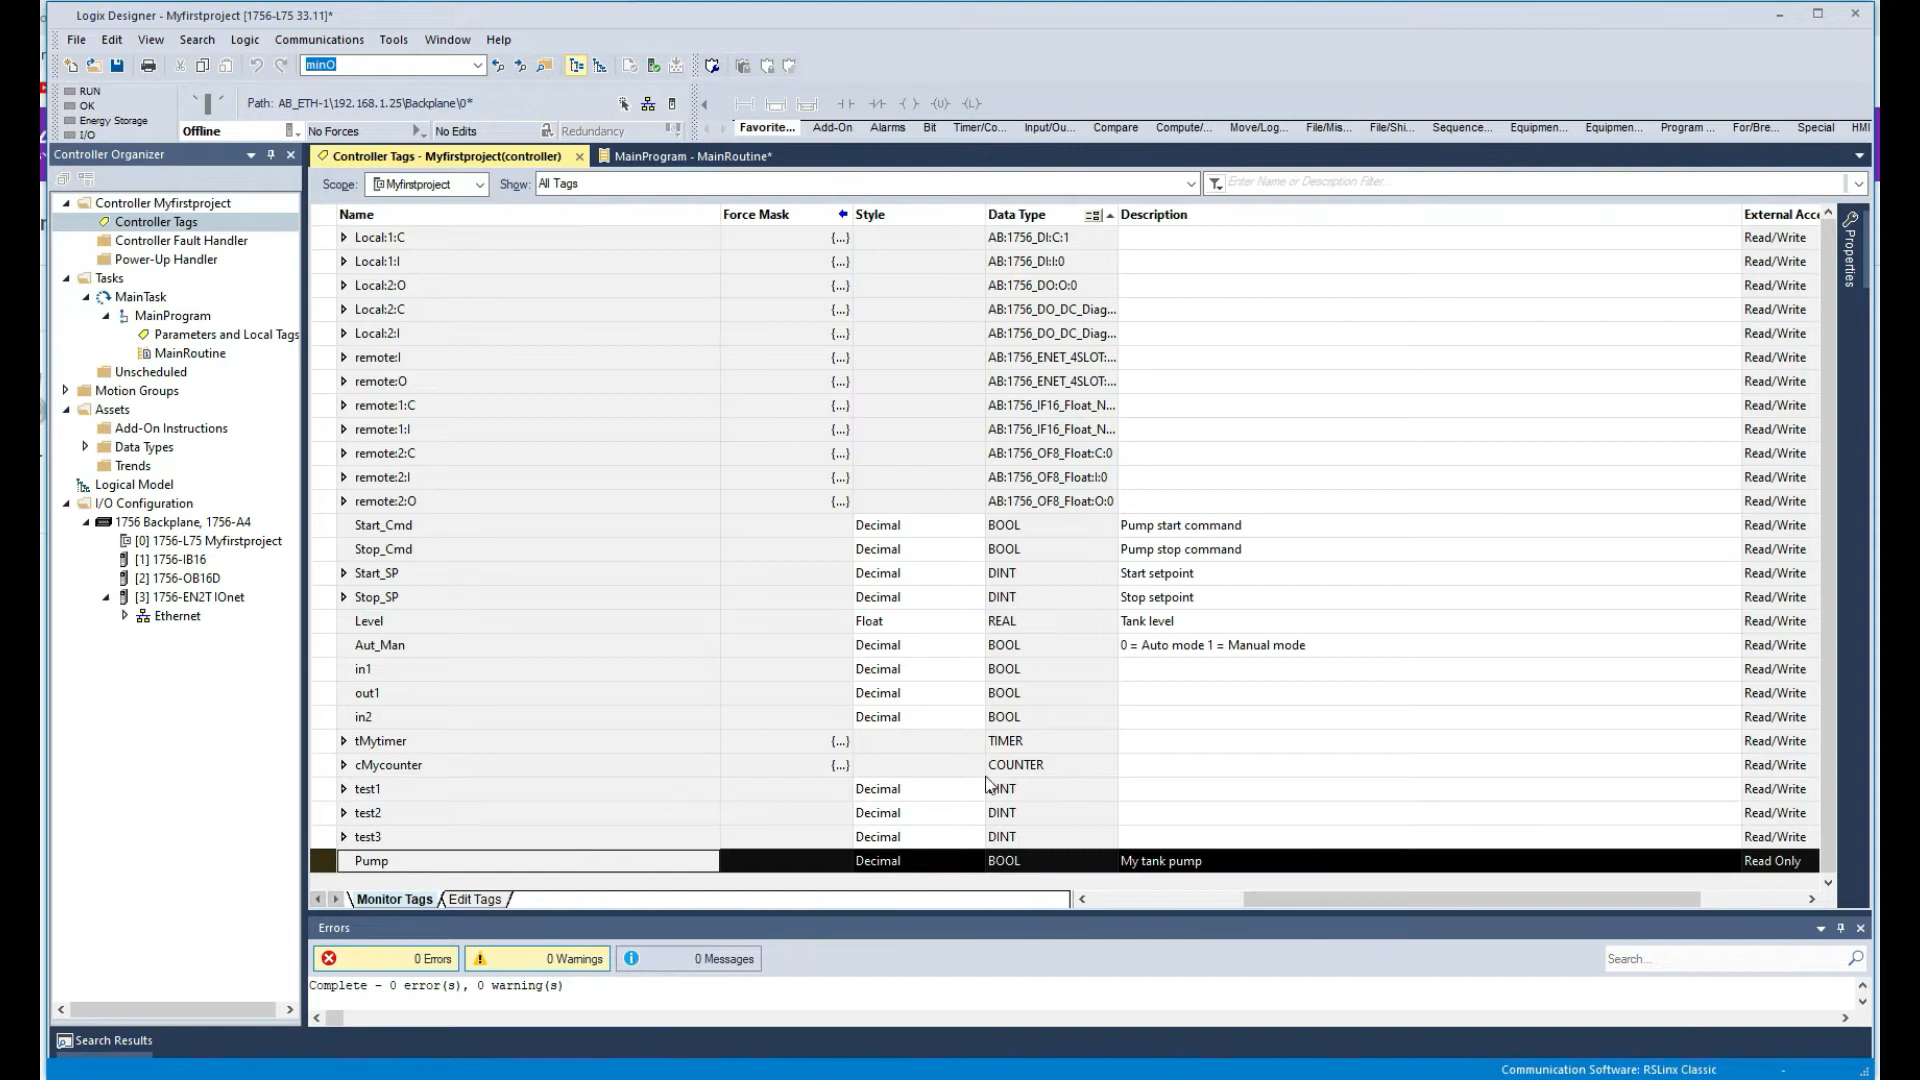 Logix Designer - Myfirstproject [1756-L75 33.11]*
File Edit View Search Logic Communications Tools Window Help
minO
RUN
OK
Energy Storage
I/O
Path: AB_ETH-1\192.168.1.25\Backplane\0*
Offline No Forces No Edits Redundancy
Favorite... Add-On Alarms Bit Timer/Co... Input/Ou... Compare Compute/... Move/Log... File/Mis... File/Shi... Sequence... Equipmen... Equipmen... Program ... For/Bre... Special HMI
Controller Organizer
Controller Myfirstproject
Controller Tags
Controller Fault Handler
Power-Up Handler
Tasks
MainTask
MainProgram
Parameters and Local Tags
MainRoutine
Unscheduled
Motion Groups
Assets
Add-On Instructions
Data Types
Trends
Logical Model
I/O Configuration
1756 Backplane, 1756-A4
[0] 1756-L75 Myfirstproject
[1] 1756-IB16
[2] 1756-OB16D
[3] 1756-EN2T IOnet
Ethernet
Controller Tags - Myfirstproject(controller) MainProgram - MainRoutine*
Scope: Myfirstproject Show: All Tags Enter Name or Description Filter...
Name Force Mask Style Data Type Description External Acce
Local:1:C {...} AB:1756_DI:C:1 Read/Write
Local:1:I {...} AB:1756_DI:I:0 Read/Write
Local:2:O {...} AB:1756_DO:O:0 Read/Write
Local:2:C {...} AB:1756_DO_DC_Diag... Read/Write
Local:2:I {...} AB:1756_DO_DC_Diag... Read/Write
remote:I {...} AB:1756_ENET_4SLOT:... Read/Write
remote:O {...} AB:1756_ENET_4SLOT:... Read/Write
remote:1:C {...} AB:1756_IF16_Float_N... Read/Write
remote:1:I {...} AB:1756_IF16_Float_N... Read/Write
remote:2:C {...} AB:1756_OF8_Float:C:0 Read/Write
remote:2:I {...} AB:1756_OF8_Float:I:0 Read/Write
remote:2:O {...} AB:1756_OF8_Float:O:0 Read/Write
Start_Cmd Decimal BOOL Pump start command Read/Write
Stop_Cmd Decimal BOOL Pump stop command Read/Write
Start_SP Decimal DINT Start setpoint Read/Write
Stop_SP Decimal DINT Stop setpoint Read/Write
Level Float REAL Tank level Read/Write
Aut_Man Decimal BOOL 0 = Auto mode 1 = Manual mode Read/Write
in1 Decimal BOOL Read/Write
out1 Decimal BOOL Read/Write
in2 Decimal BOOL Read/Write
tMytimer {...} TIMER Read/Write
cMycounter {...} COUNTER Read/Write
test1 Decimal DINT Read/Write
test2 Decimal DINT Read/Write
test3 Decimal DINT Read/Write
Pump Decimal BOOL My tank pump Read Only
Monitor Tags Edit Tags
Properties
Errors
0 Errors 0 Warnings 0 Messages Search...
Complete - 0 error(s), 0 warning(s)
Search Results
Communication Software: RSLinx Classic -